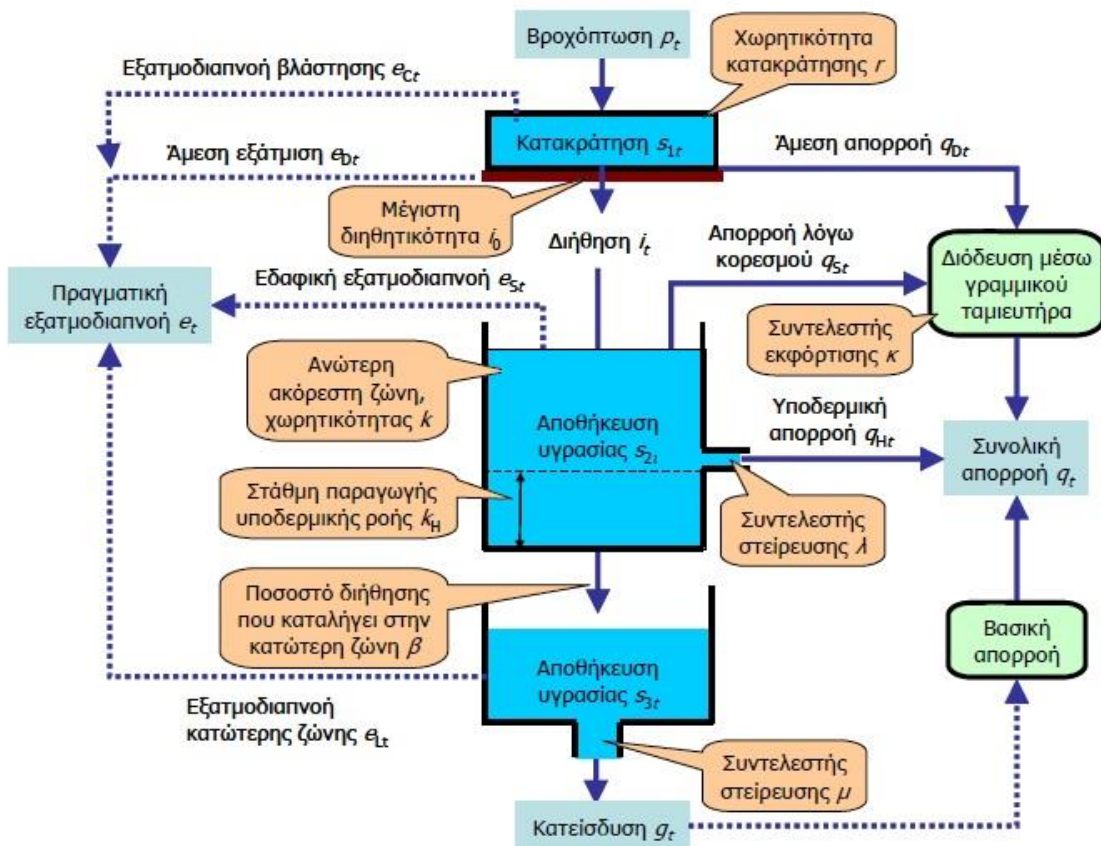 Βροχόπτωση pt
Χωρητικότητα
κατακράτησης r
Εξατμοδιαπνοή βλάστησης eCt
Κατακράτηση s1t
Άμεση εξάτμιση eDt
Άμεση απορροή qDt
Μέγιστη
διηθητικότητα i0
Διήθηση it
Απορροή λόγω
κορεσμού qSt
Διόδευση μέσω
γραμμικού
ταμιευτήρα
Εδαφική εξατμοδιαπνοή eSt
Πραγματική
εξατμοδιαπνοή et
Συντελεστής
εκφόρτισης κ
Ανώτερη
ακόρεστη ζώνη,
χωρητικότητας k
Αποθήκευση
υγρασίας s2t
Υποδερμική
απορροή qHt
Συνολική
απορροή qt
Στάθμη παραγωγής
υποδερμικής ροής kH
Συντελεστής
στείρευσης λ
Ποσοστό διήθησης
που καταλήγει στην
κατώτερη ζώνη β
Βασική
απορροή
Αποθήκευση
υγρασίας s3t
Εξατμοδιαπνοή
κατώτερης ζώνης eLt
Συντελεστής
στείρευσης μ
Κατείσδυση gt